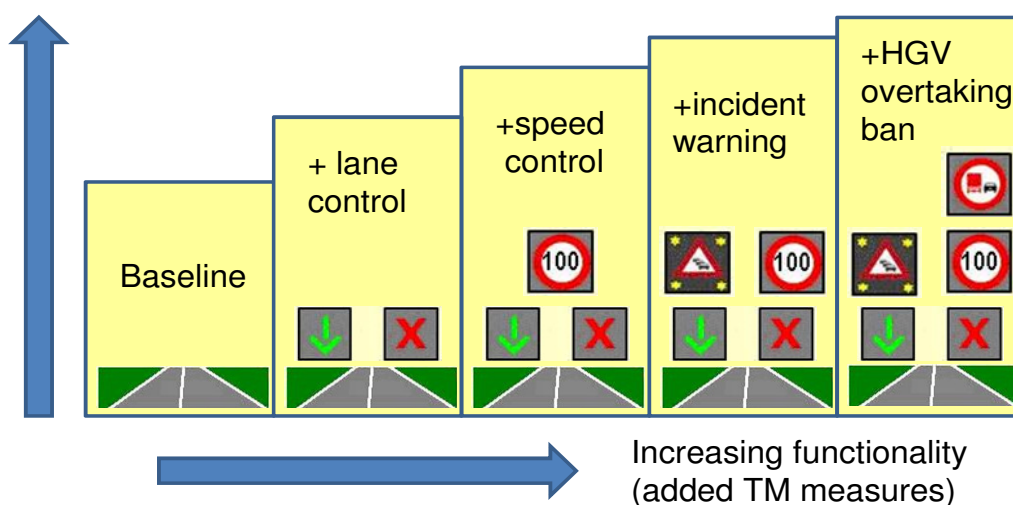 Baseline
+ lane
control
+speed
control
100
+incident
warning
100
+HGV
overtaking
ban
100
Increasing functionality
(added TM measures)